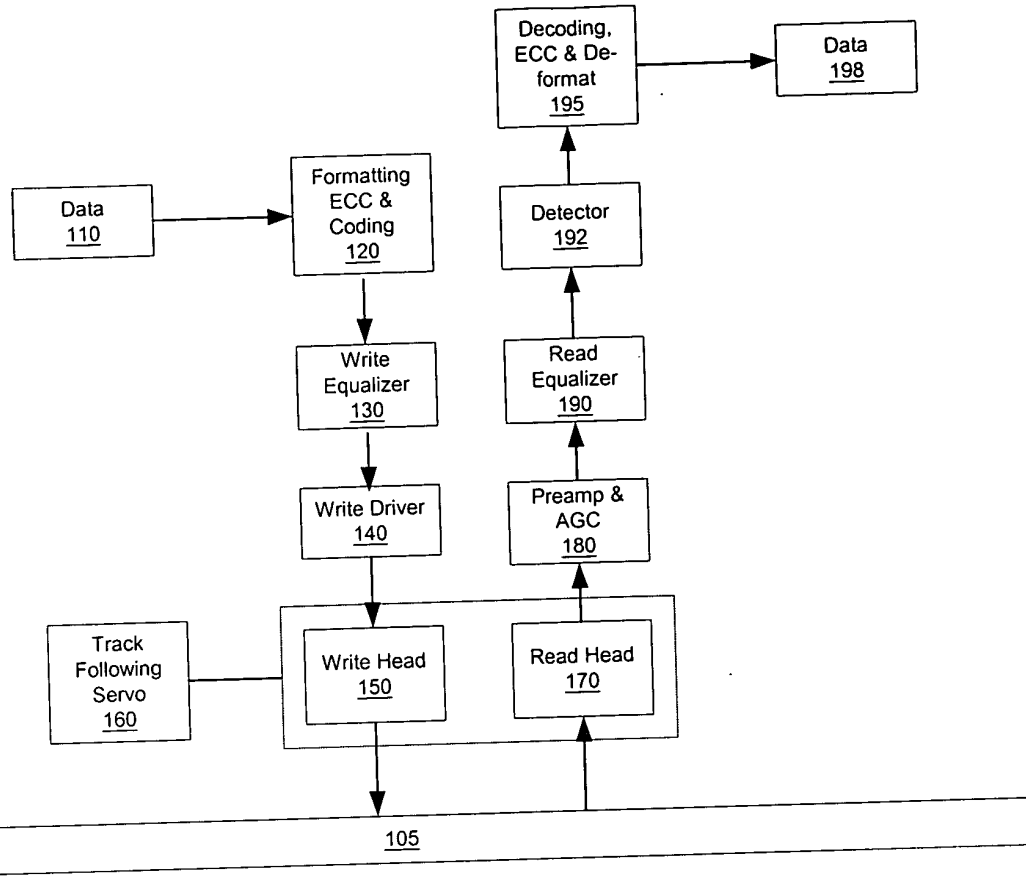 Decoding,
ECC & De-
format
195
Data
198
Formatting
ECC &
Coding
120
Data
110
Detector
192
Write
Equalizer
130
Read
Equalizer
190
Write Driver
140
Preamp &
AGC
180
Track
Following
Servo
160
Write Head
150
Read Head
170
105